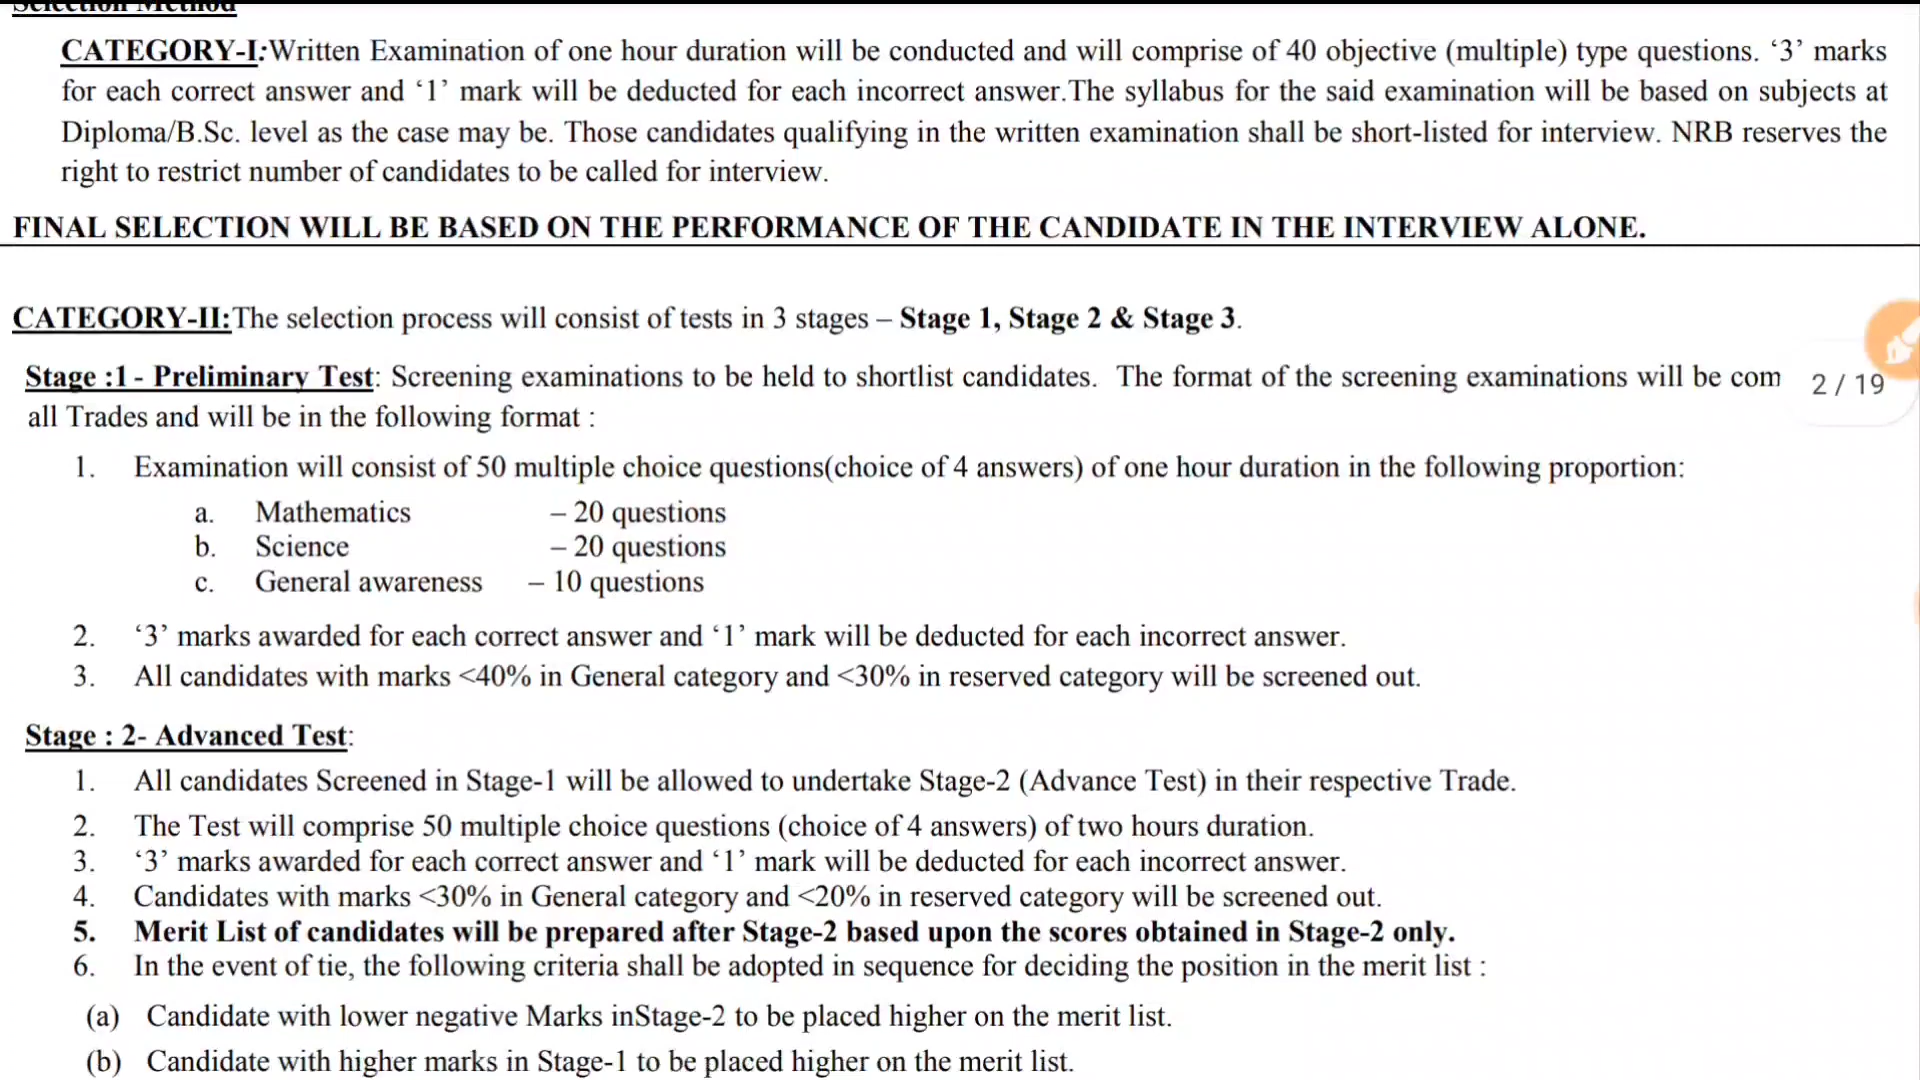 Selection Method
CATEGORY-I:Written Examination of one hour duration will be conducted and will comprise of 40 objective (multiple) type questions. ‘3’ marks
for each correct answer and ‘1’ mark will be deducted for each incorrect answer.The syllabus for the said examination will be based on subjects at
Diploma/B.Sc. level as the case may be. Those candidates qualifying in the written examination shall be short-listed for interview. NRB reserves the
right to restrict number of candidates to be called for interview.
FINAL SELECTION WILL BE BASED ON THE PERFORMANCE OF THE CANDIDATE IN THE INTERVIEW ALONE.
CATEGORY-II:The selection process will consist of tests in 3 stages – Stage 1, Stage 2 & Stage 3.
Stage :1 - Preliminary Test: Screening examinations to be held to shortlist candidates. The format of the screening examinations will be com
2 / 19
all Trades and will be in the following format :
1. Examination will consist of 50 multiple choice questions(choice of 4 answers) of one hour duration in the following proportion:
a. Mathematics – 20 questions
b. Science – 20 questions
c. General awareness – 10 questions
2. ‘3’ marks awarded for each correct answer and ‘1’ mark will be deducted for each incorrect answer.
3. All candidates with marks <40% in General category and <30% in reserved category will be screened out.
Stage : 2- Advanced Test:
1. All candidates Screened in Stage-1 will be allowed to undertake Stage-2 (Advance Test) in their respective Trade.
2. The Test will comprise 50 multiple choice questions (choice of 4 answers) of two hours duration.
3. ‘3’ marks awarded for each correct answer and ‘1’ mark will be deducted for each incorrect answer.
4. Candidates with marks <30% in General category and <20% in reserved category will be screened out.
5. Merit List of candidates will be prepared after Stage-2 based upon the scores obtained in Stage-2 only.
6. In the event of tie, the following criteria shall be adopted in sequence for deciding the position in the merit list :
(a) Candidate with lower negative Marks inStage-2 to be placed higher on the merit list.
(b) Candidate with higher marks in Stage-1 to be placed higher on the merit list.